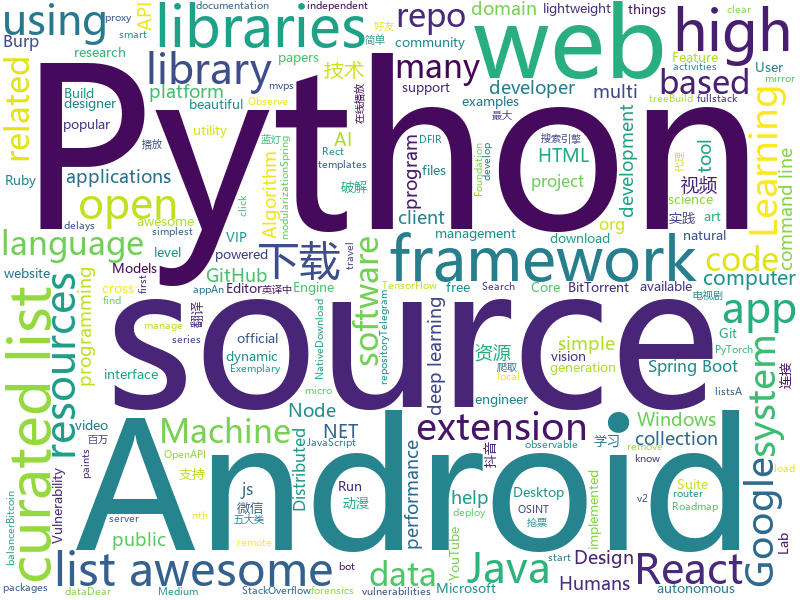 using
proxy
documentation
independent
smart
Burp
research
libraries
API
papers
好友
简单
clear
activities
repo
community
domain
lightweight
things
Feature
User
mirror
treeBuild
fullstack
web
high
based
related
Build
designer
popular
library
platform
beautiful
Observe
mvps
技术
在线播放
many
support
developer
examples
multi
最大
播放
utility
蓝灯
Rect
templates
AI
DFIR
files
program
Foundation
develop
搜索引擎
HTML
project
development
tool
代理
视频
science
实践
art
Learning
command line
Python
Ruby
applications
open
awesome
Algorithm
modularizationSpring
破解
client
management
org
download
natural
language
delays
simplest
level
VIP
click
website
Models
powered
cross
find
翻译
GitHub
Editor
英译中
first
下载
Engine
travel
software
framework
TensorFlow
free
Search
Core
BitTorrent
available
code
computer
电视剧
app
curated list
resources
programming
manage
series
official
dynamic
Exemplary
appAn
NativeDownload
micro
repositoryTelegram
deep learning
interface
source
资源
爬取
local
simple
generation
vision
engineer
Git
PyTorch
Spring Boot
listsA
连接
system
Google
Machine
video
百万
OpenAPI
JavaScript
支持
paints
Vulnerability
Node
NET
js
微信
Run
动漫
五大类
Distributed
performance
抖音
extension
学习
Windows
collection
observable
know
remove
implemented
Suite
v2
router
Roadmap
load
Lab
help
Desktop
OSINT
抢票
YouTube
deploy
Android
public
server
nth
remote
bot
balancerBitcoin
packages
list awesome
dataDear
Medium
StackOverflow
forensics
data
vulnerabilities
Microsoft
Java
start
Design
Humans
React
autonomous